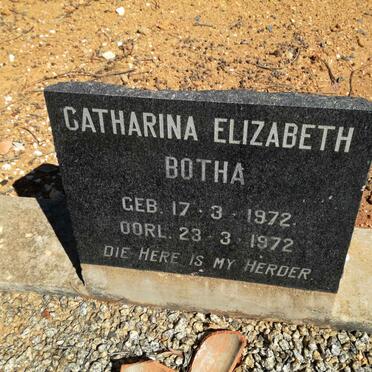 CATHARINA ELIZABETH
BOTHA
GEB. 17-3-1972.
OORL. 23-3-1972
DIE HERE IS MY HERDER.